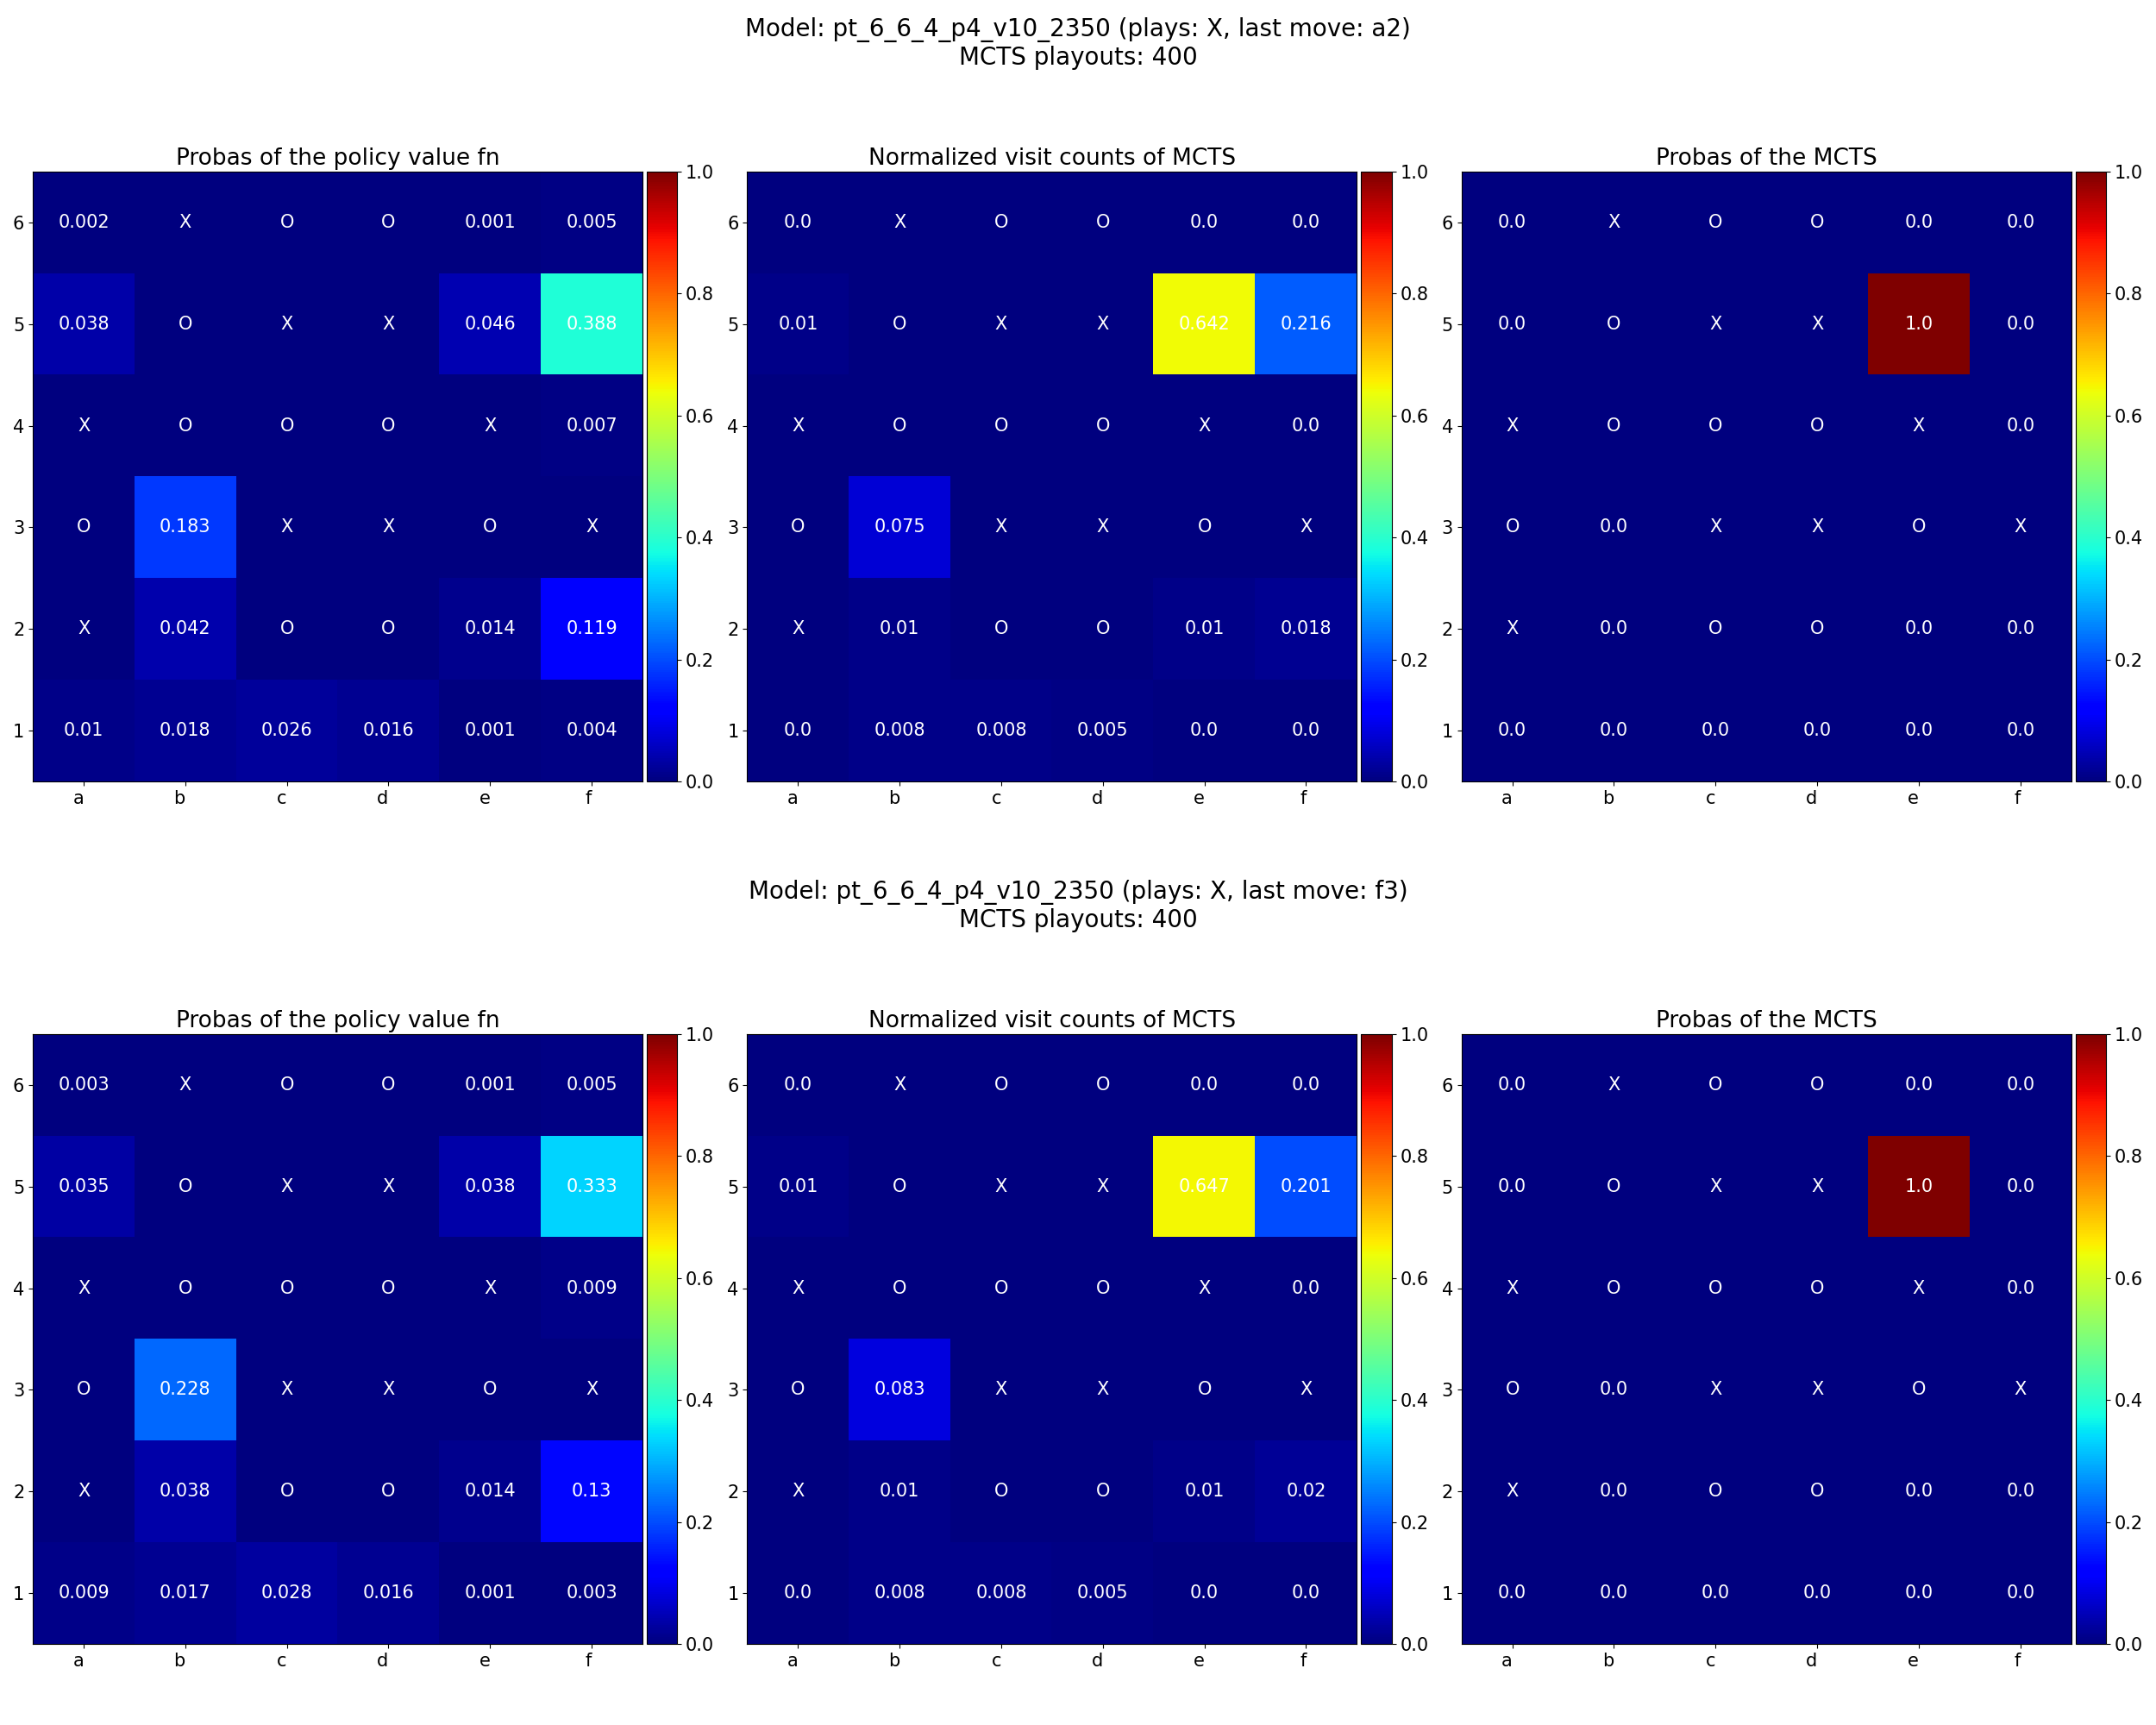 Model: pt_6_6_4_p4_v10_2350 (plays: X, last move: a2)
MCTS playouts: 400
Probas of the policy value fn
6 0.002 X O O 0.001 0.005
5 0.038 O X X 0.046 0.388
4 X O O O X 0.007
3 O 0.183 X X O X
2 X 0.042 O O 0.014 0.119
1 0.01 0.018 0.026 0.016 0.001 0.004
a b c d e f
1.0
0.8
0.6
0.4
0.2
0.0
Normalized visit counts of MCTS
6 0.0 X O O 0.0 0.0
5 0.01 O X X 0.642 0.216
4 X O O O X 0.0
3 O 0.075 X X O X
2 X 0.01 O O 0.01 0.018
1 0.0 0.008 0.008 0.005 0.0 0.0
a b c d e f
1.0
0.8
0.6
0.4
0.2
0.0
Probas of the MCTS
6 0.0 X O O 0.0 0.0
5 0.0 O X X 1.0 0.0
4 X O O O X 0.0
3 O 0.0 X X O X
2 X 0.0 O O 0.0 0.0
1 0.0 0.0 0.0 0.0 0.0 0.0
a b c d e f
1.0
0.8
0.6
0.4
0.2
0.0
Model: pt_6_6_4_p4_v10_2350 (plays: X, last move: f3)
MCTS playouts: 400
Probas of the policy value fn
6 0.003 X O O 0.001 0.005
5 0.035 O X X 0.038 0.333
4 X O O O X 0.009
3 O 0.228 X X O X
2 X 0.038 O O 0.014 0.13
1 0.009 0.017 0.028 0.016 0.001 0.003
a b c d e f
1.0
0.8
0.6
0.4
0.2
0.0
Normalized visit counts of MCTS
6 0.0 X O O 0.0 0.0
5 0.01 O X X 0.647 0.201
4 X O O O X 0.0
3 O 0.083 X X O X
2 X 0.01 O O 0.01 0.02
1 0.0 0.008 0.008 0.005 0.0 0.0
a b c d e f
1.0
0.8
0.6
0.4
0.2
0.0
Probas of the MCTS
6 0.0 X O O 0.0 0.0
5 0.0 O X X 1.0 0.0
4 X O O O X 0.0
3 O 0.0 X X O X
2 X 0.0 O O 0.0 0.0
1 0.0 0.0 0.0 0.0 0.0 0.0
a b c d e f
1.0
0.8
0.6
0.4
0.2
0.0